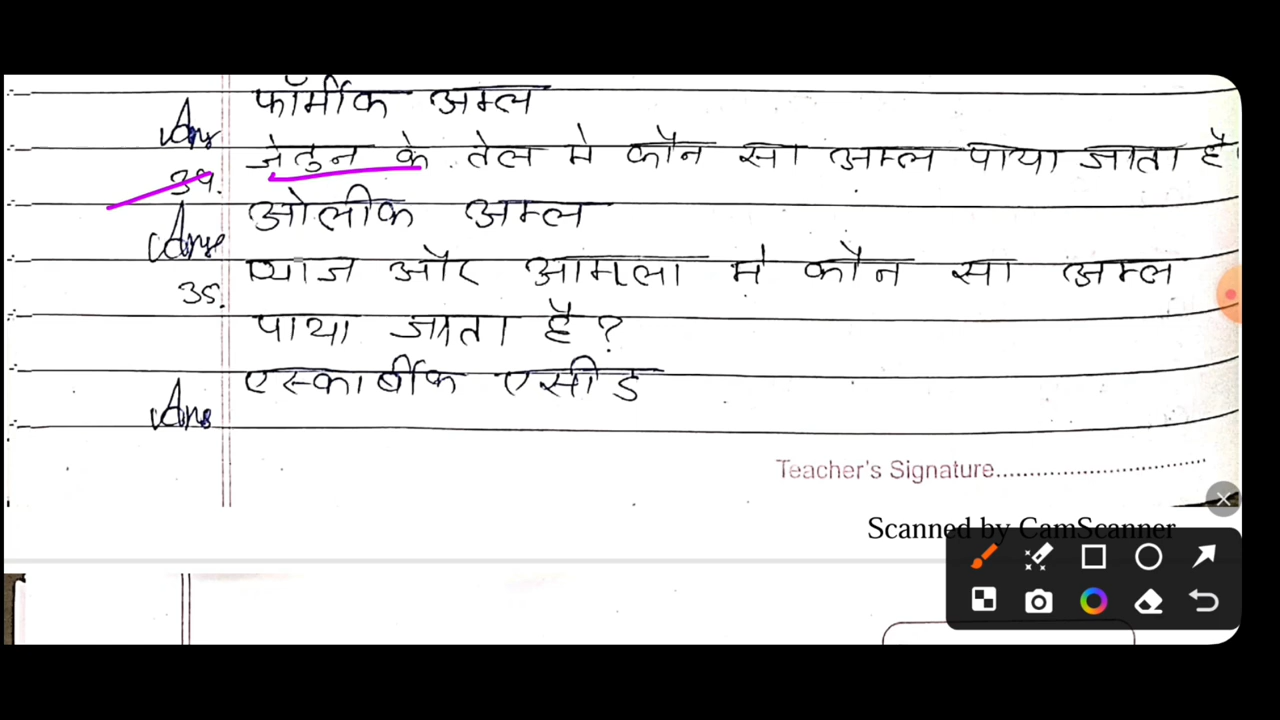 फॉर्मीक अम्ल
Ans
जेतुन के तेल मे कौन सा अम्ल पाया जाता है।
34.
ओलीक अम्ल
Ans
प्याज और आमला मे कौन सा अम्ल
35.
पाया जाता है?
एस्कार्बीक एसीड
Ans
Teacher's Signature
Scanned by CamScanner